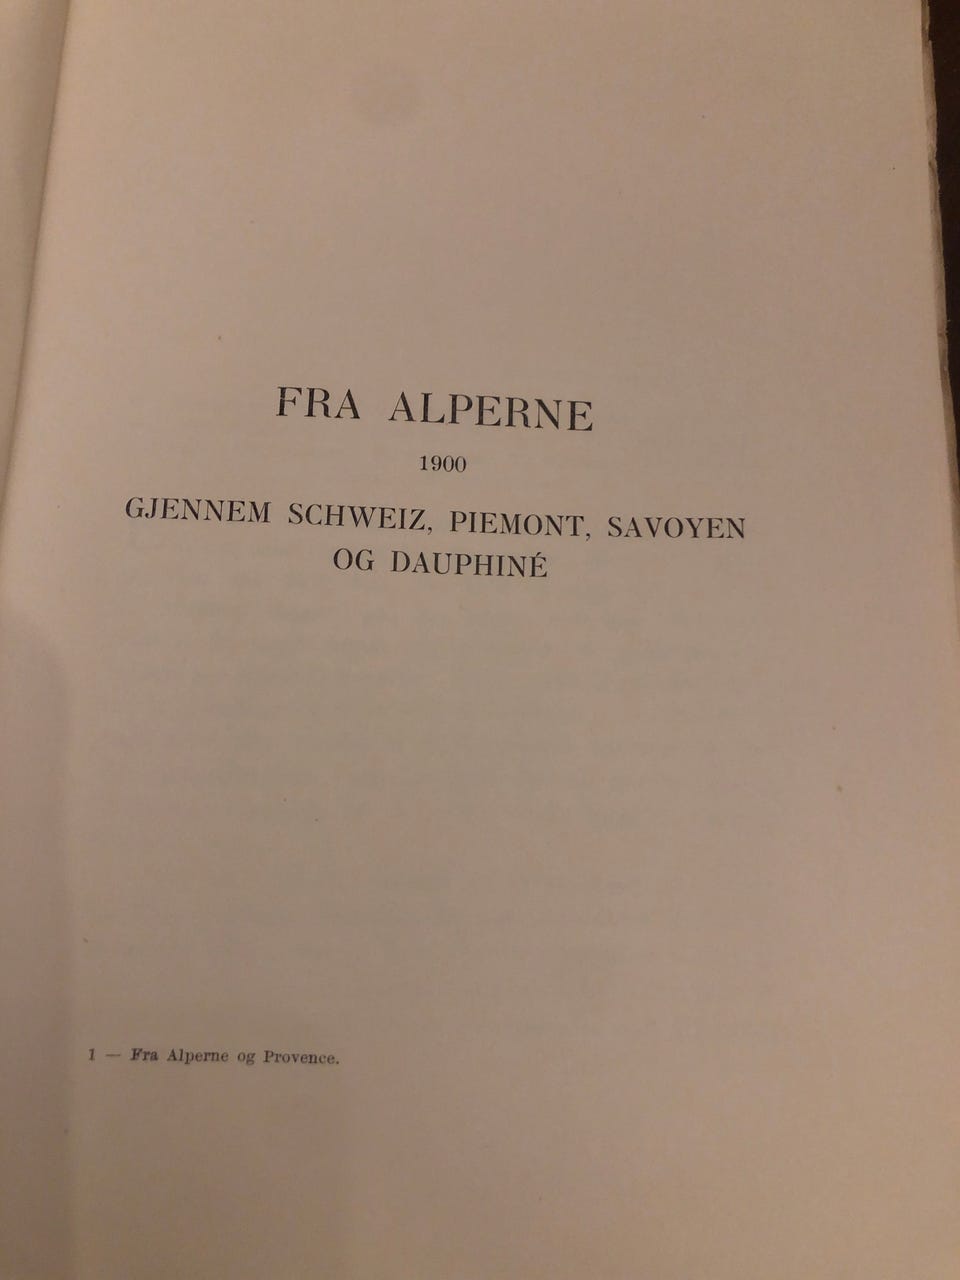 FRA ALPERNE
1900
GJENNEM SCHWEIZ, PIEMONT, SAVOYEN
OG DAUPHINÉ
1 — Fra Alperne og Provence.